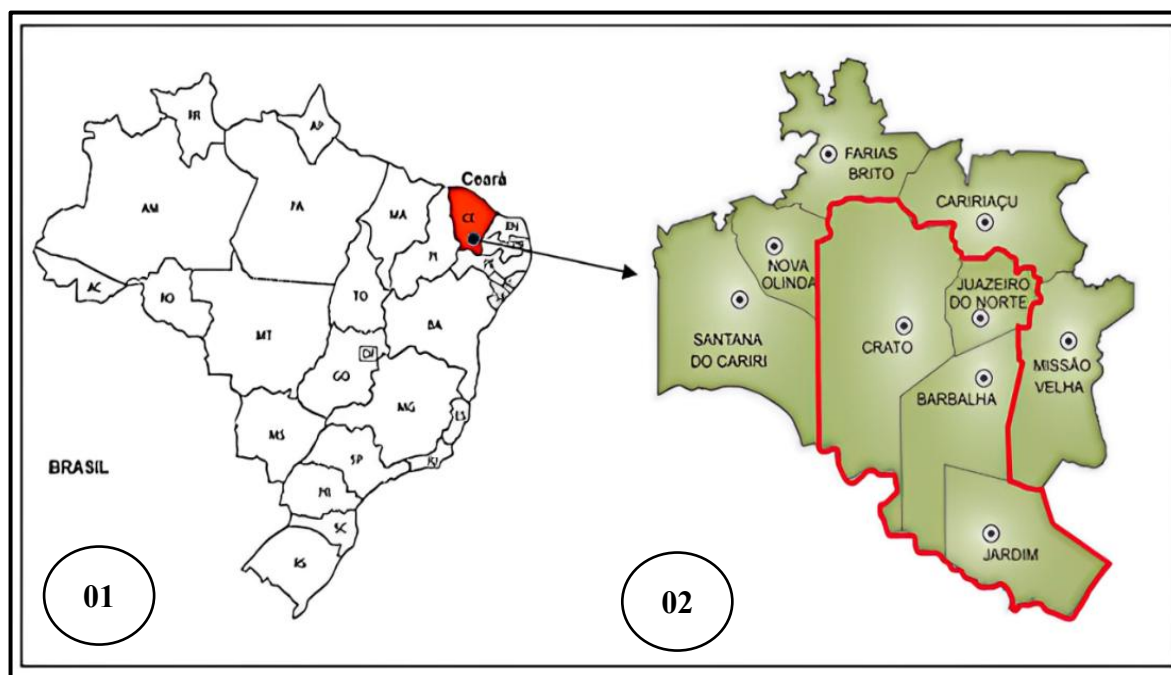 RR
AP
Ceará
AM
PA
MA
CE
RN
PI
PE
AC
RO
TO
MT
BA
DF
GO
MG
ES
MS
SP
RJ
BRASIL
PR
SC
RS
01
FARIAS
BRITO
CARIRIAÇU
NOVA
OLINDA
JUAZEIRO
DO NORTE
SANTANA
DO CARIRI
CRATO
MISSÃO
VELHA
BARBALHA
JARDIM
02